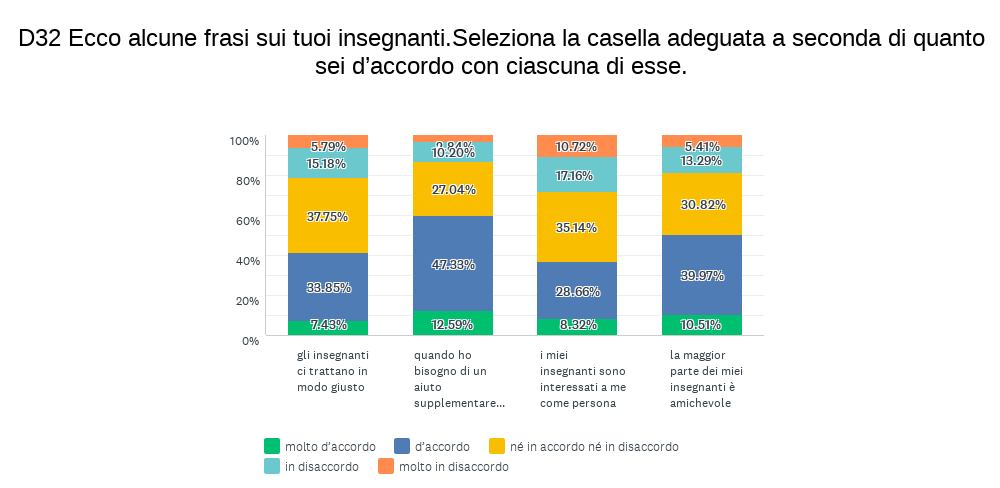 D32 Ecco alcune frasi sui tuoi insegnanti.Seleziona la casella adeguata a seconda di quanto
sei d’accordo con ciascuna di esse.
100%
80%
60%
40%
20%
0%
5.79%
15.18%
37.75%
33.85%
7.43%
2.84%
10.20%
27.04%
47.33%
12.59%
10.72%
17.16%
35.14%
28.66%
8.32%
5.41%
13.29%
30.82%
39.97%
10.51%
gli insegnanti
ci trattano in
modo giusto
quando ho
bisogno di un
aiuto
supplementare...
i miei
insegnanti sono
interessati a me
come persona
la maggior
parte dei miei
insegnanti è
amichevole
molto d’accordo
d’accordo
né in accordo né in disaccordo
in disaccordo
molto in disaccordo